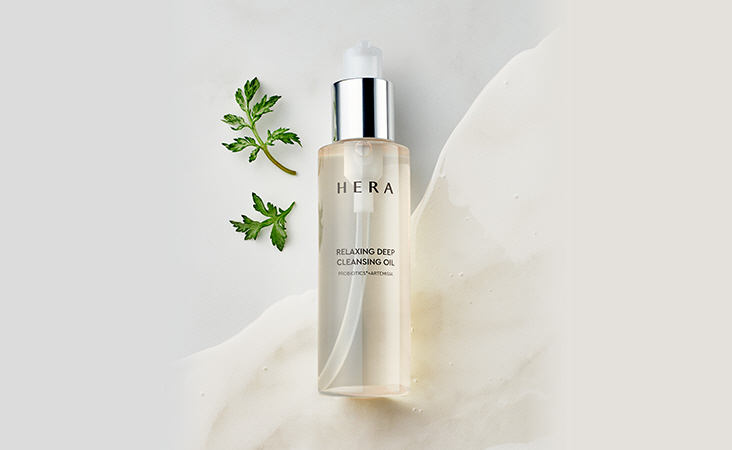 HERA
RELAXING DEEP
CLEANSING OIL
PROBIOTICS*+ARTEMISIA